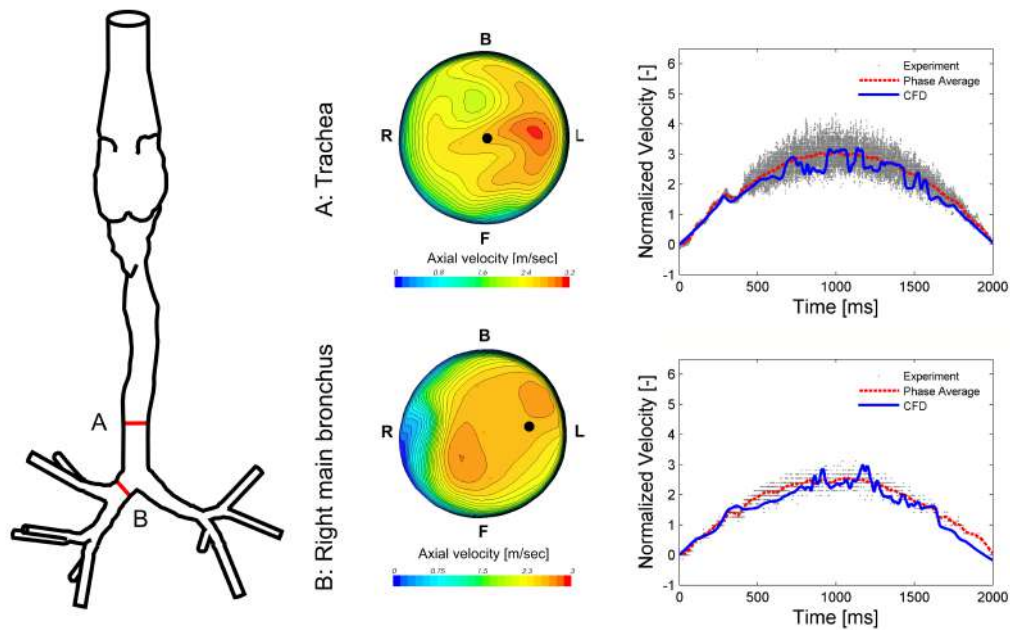 A
B
A: Trachea
B
R
L
F
Axial velocity [m/sec]
0 0.8 1.6 2.4 3.2
Normalized Velocity [-]
6
5
4
3
2
1
0
-1
Experiment
Phase Average
CFD
0 500 1000 1500 2000
Time [ms]
B: Right main bronchus
B
R
L
F
Axial velocity [m/sec]
0 0.75 1.5 2.3 3
Normalized Velocity [-]
6
5
4
3
2
1
0
-1
Experiment
Phase Average
CFD
0 500 1000 1500 2000
Time [ms]